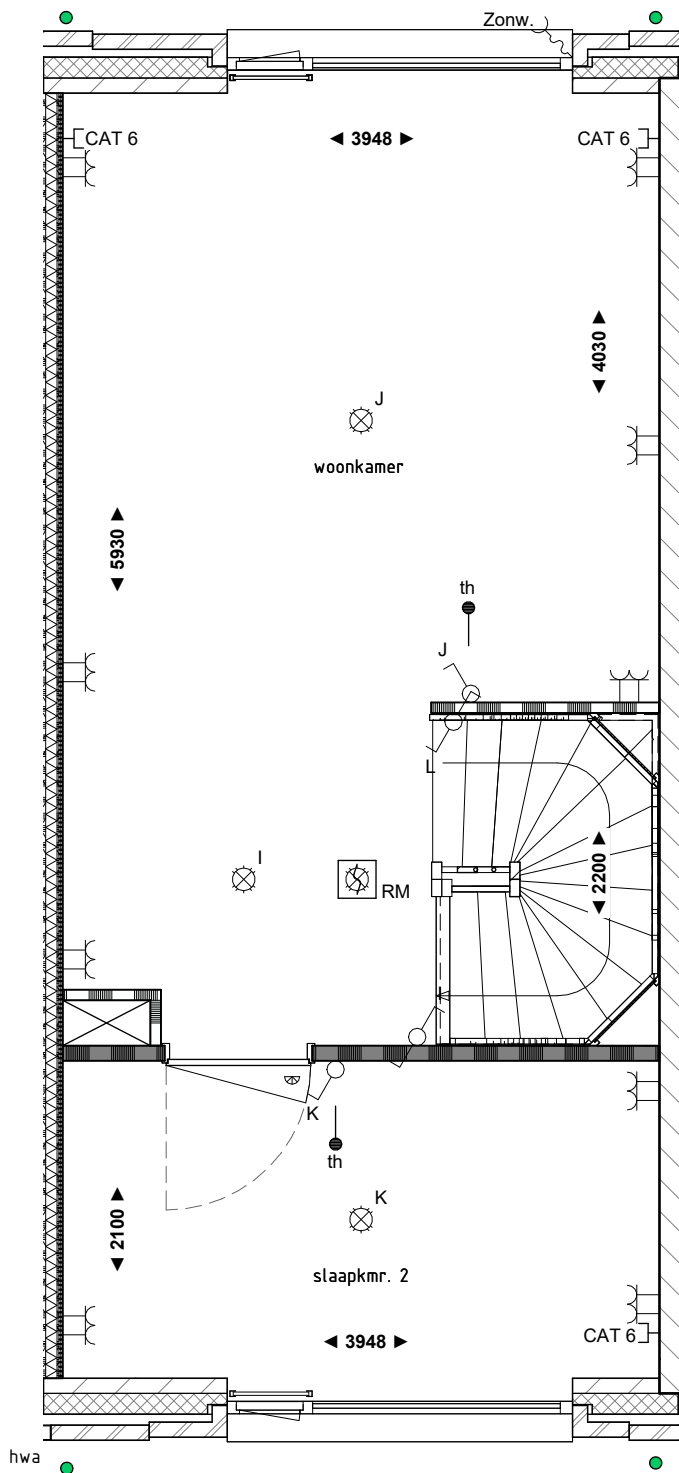 Zonw.
CAT 6
3948
CAT 6
4030
J
woonkamer
5930
th
J
L
I
RM
2200
K
th
K
2100
slaapkmr. 2
CAT 6
3948
hwa